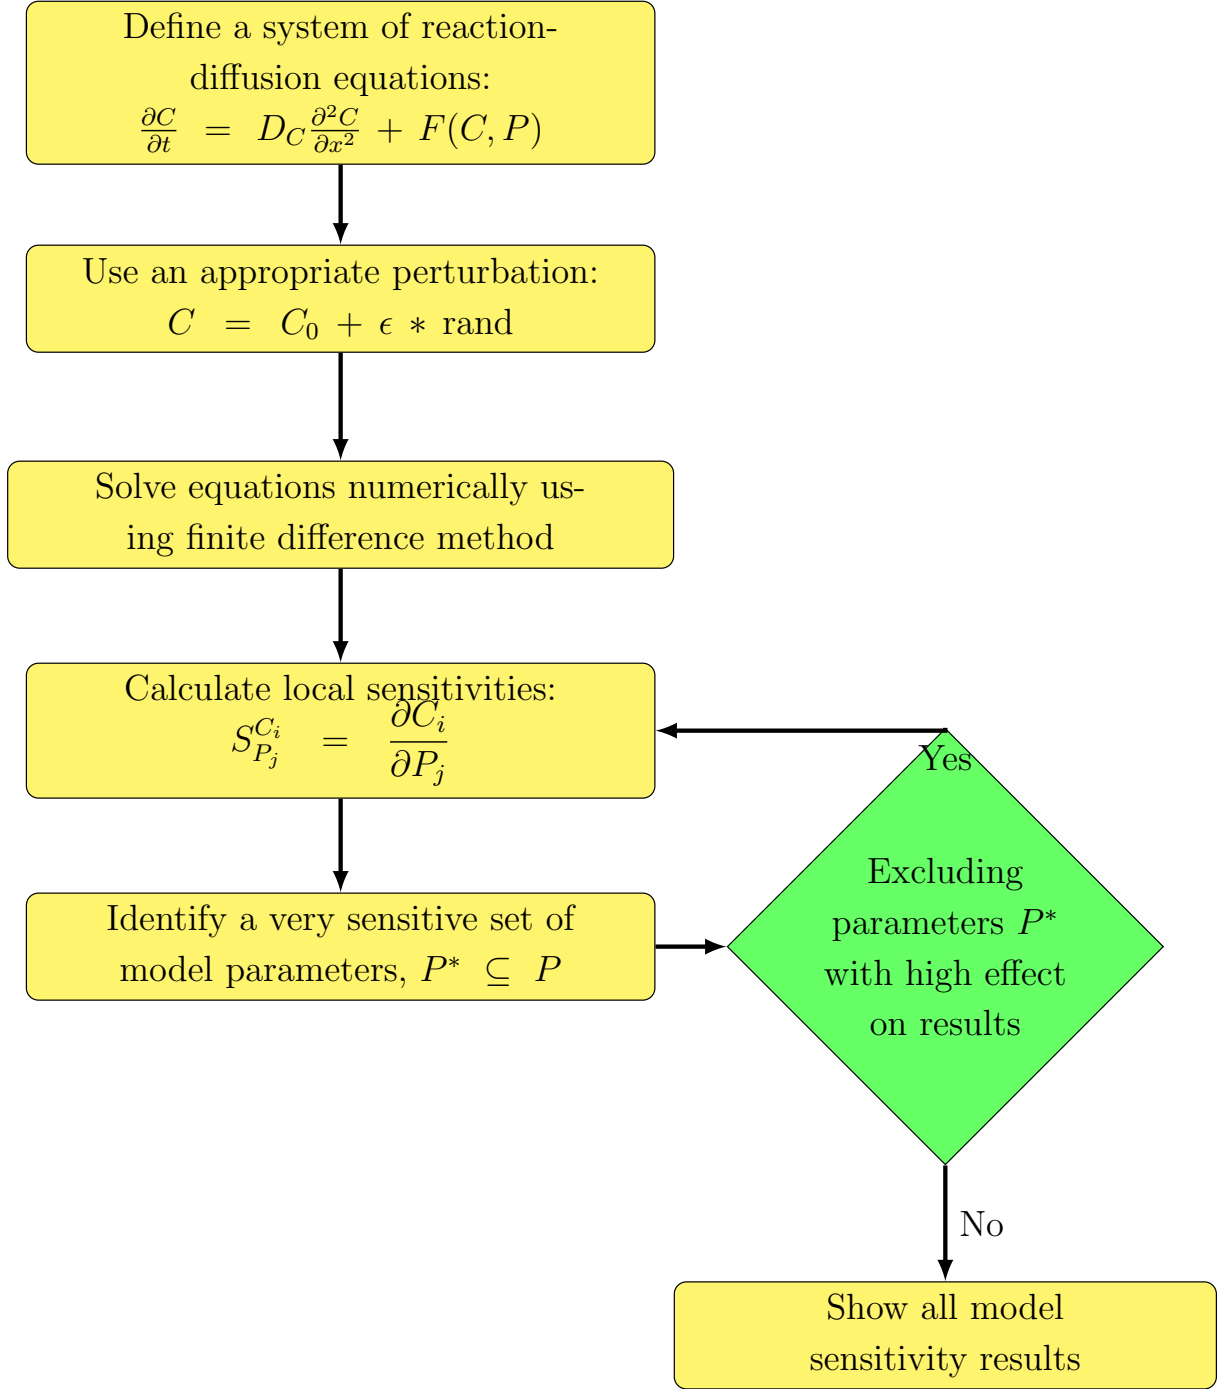 Define a system of reaction-
diffusion equations:
∂C/∂t = D_C ∂²C/∂x² + F(C, P)
Use an appropriate perturbation:
C = C₀ + ϵ * rand
Solve equations numerically us-
ing finite difference method
Calculate local sensitivities:
S_{P_j}^{C_i} = ∂C_i/∂P_j
Identify a very sensitive set of
model parameters, P* ⊆ P
Yes
Excluding
parameters P*
with high effect
on results
No
Show all model
sensitivity results